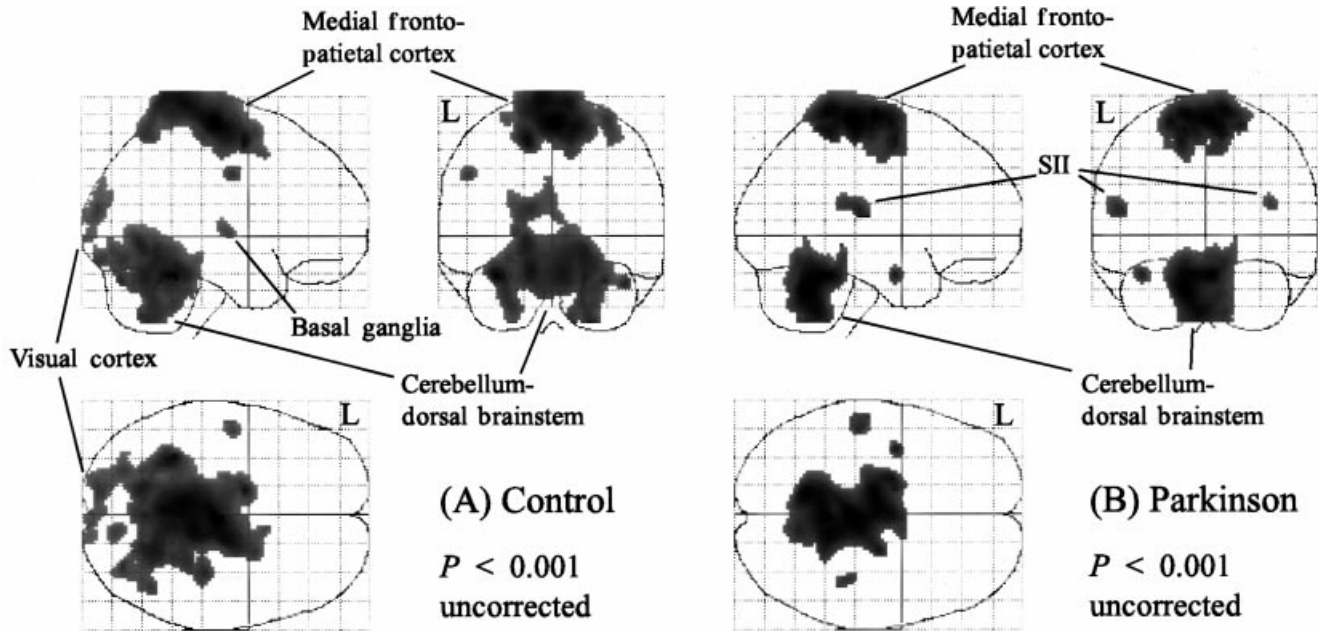 Medial fronto-
patietal cortex
L
Basal ganglia
Visual cortex
Cerebellum-
dorsal brainstem
L
(A) Control
P < 0.001
uncorrected
Medial fronto-
patietal cortex
L
SII
Cerebellum-
dorsal brainstem
L
(B) Parkinson
P < 0.001
uncorrected